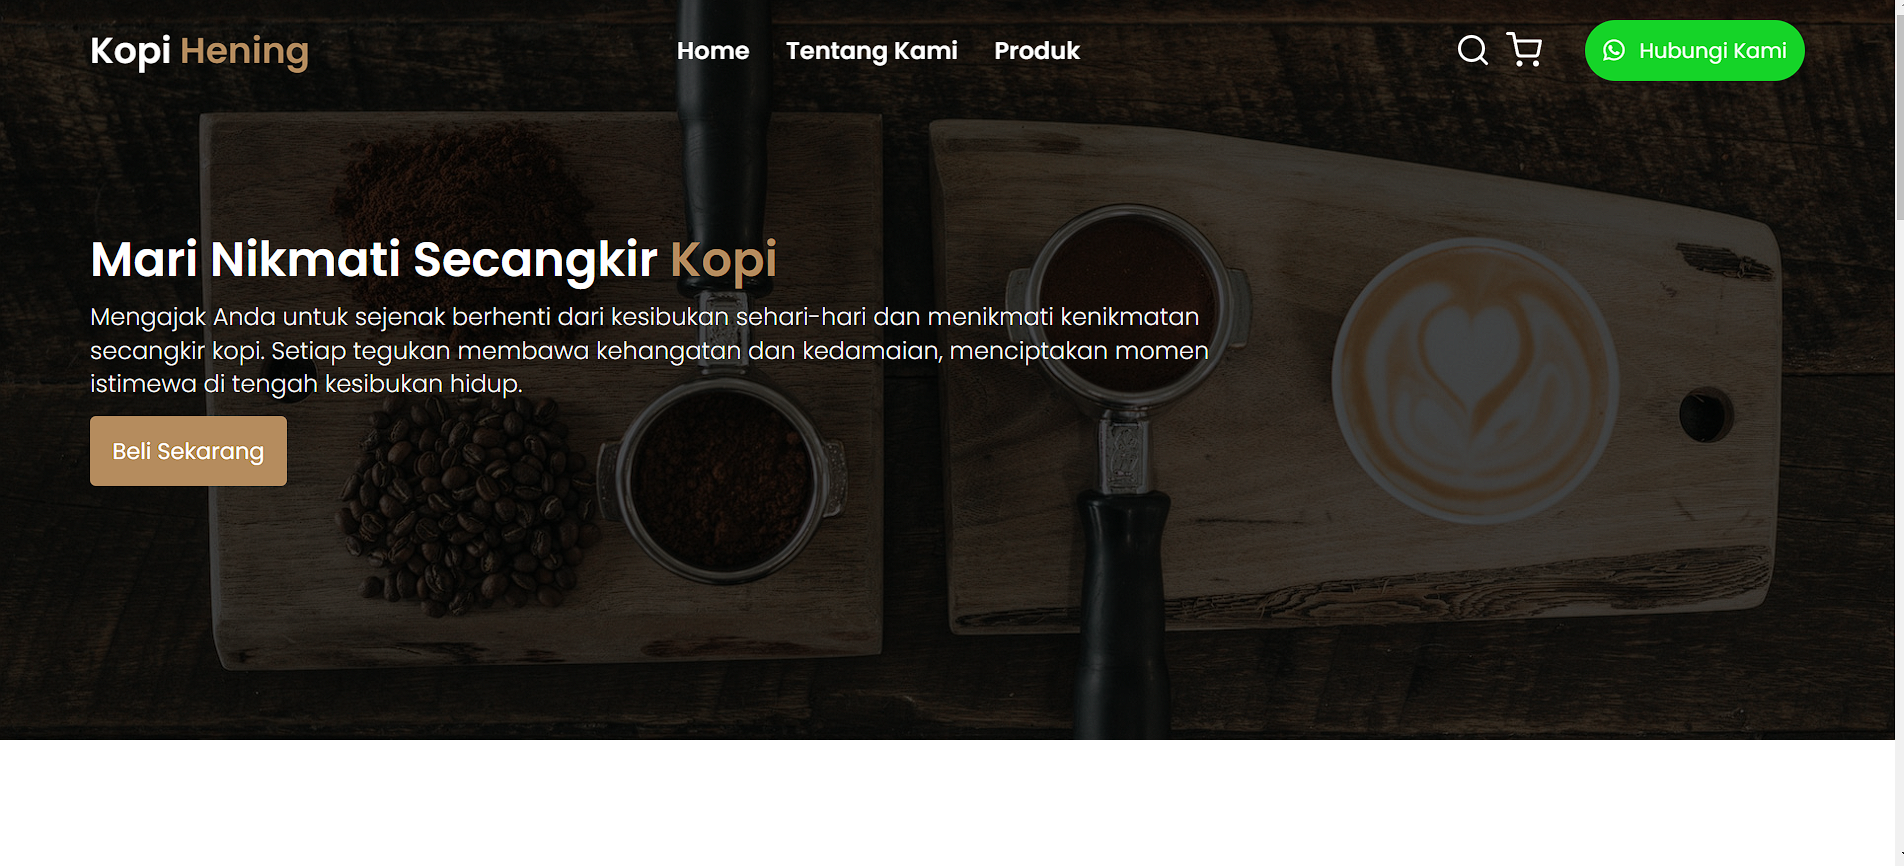 Kopi Hening
Home Tentang Kami Produk
Hubungi Kami
Mari Nikmati Secangkir Kopi
Mengajak Anda untuk sejenak berhenti dari kesibukan sehari-hari dan menikmati kenikmatan
secangkir kopi. Setiap tegukan membawa kehangatan dan kedamaian, menciptakan momen
istimewa di tengah kesibukan hidup.
Beli Sekarang